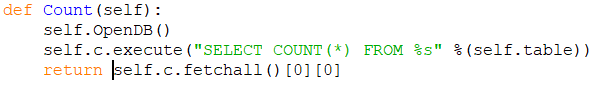 def Count(self):
    self.OpenDB()
    self.c.execute("SELECT COUNT(*) FROM %s" %(self.table))
    return self.c.fetchall()[0][0]